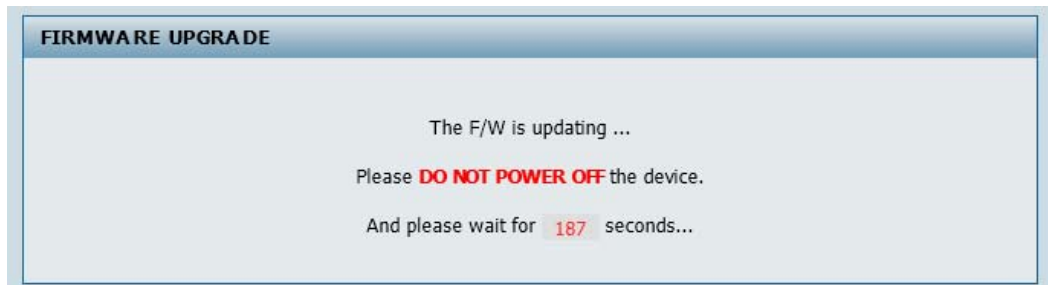 FIRMWARE UPGRADE
The F/W is updating ...
Please DO NOT POWER OFF the device.
And please wait for 187 seconds...